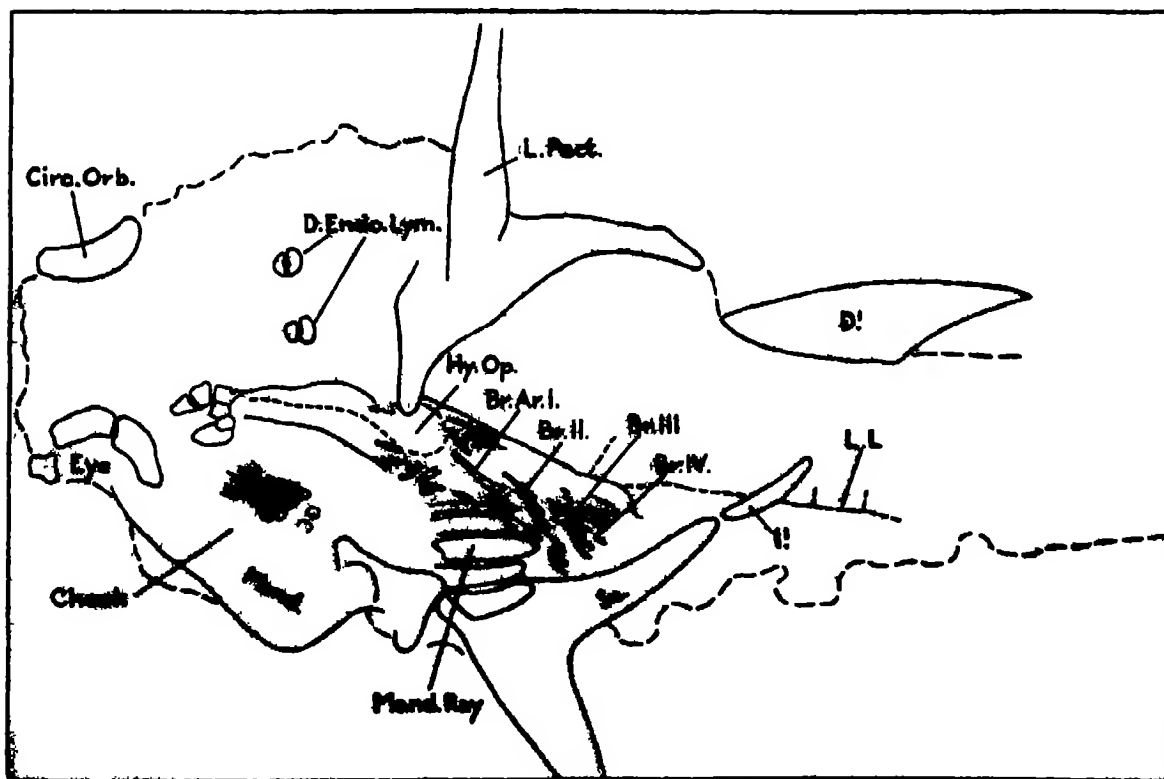 L.Pect.
Circ.Orb.
D.Endo.Lym.
D!
Hy.Op.
Br.Ar.I.
Br.II.
Br.III
Br.IV.
L.L
Eye
1!
Cheek
Mand.Ray